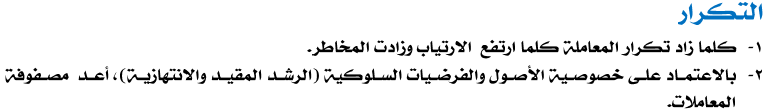 التكرار
١- كلما زاد تكرار المعاملة كلما ارتفع الارتياب وزادت المخاطر.
٢- بالاعتماد على خصوصية الأصول والفرضيات السلوكية (الرشد المقيد والانتهازية)، أعد مصفوفة
المعاملات.